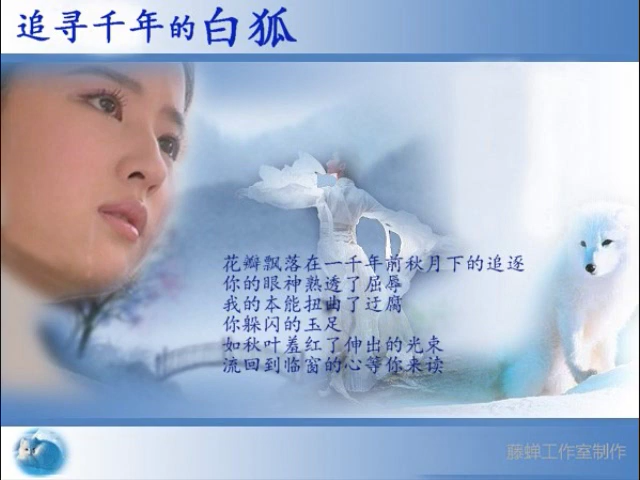 追寻千年的白狐
花瓣飘落在一千年前秋月下的追逐
你的眼神熟透了屈辱
我的本能扭曲了迂腐
你躲闪的玉足
如秋叶羞红了伸出的光束
流回到临窗的心等你来读
藤蝉工作室制作